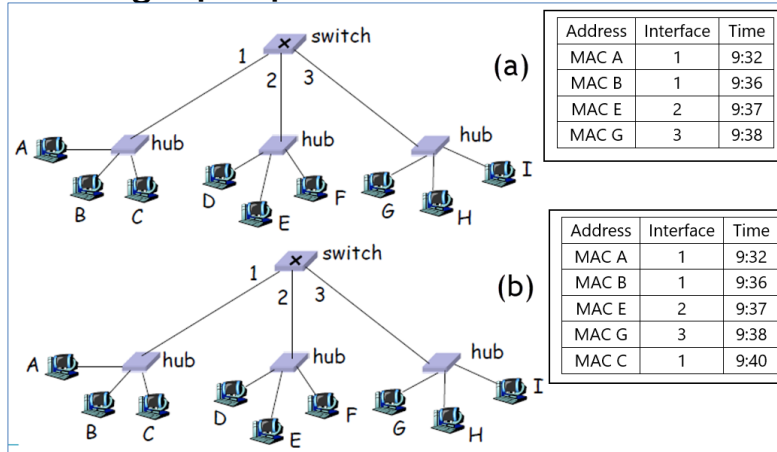 switch
1
2
3
(a)
hub
hub
hub
A
B
C
D
E
F
G
H
I
Address Interface Time
MAC A 1 9:32
MAC B 1 9:36
MAC E 2 9:37
MAC G 3 9:38
switch
1
2
3
(b)
hub
hub
hub
A
B
C
D
E
F
G
H
I
Address Interface Time
MAC A 1 9:32
MAC B 1 9:36
MAC E 2 9:37
MAC G 3 9:38
MAC C 1 9:40